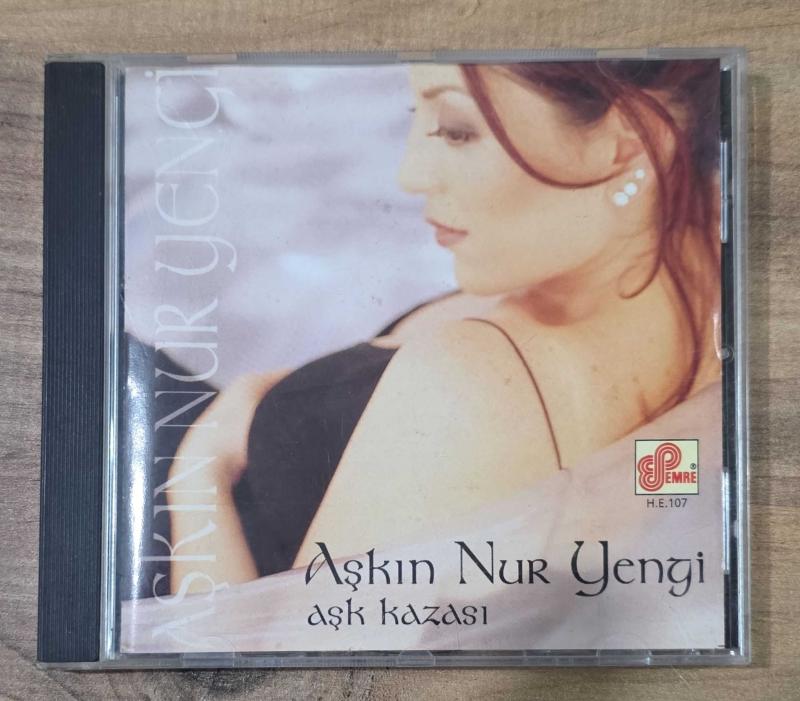 AŞKIN NUR YENGİ
EMRE ®
H.E.107
Aşkın Nur Yengi
aşk kazası